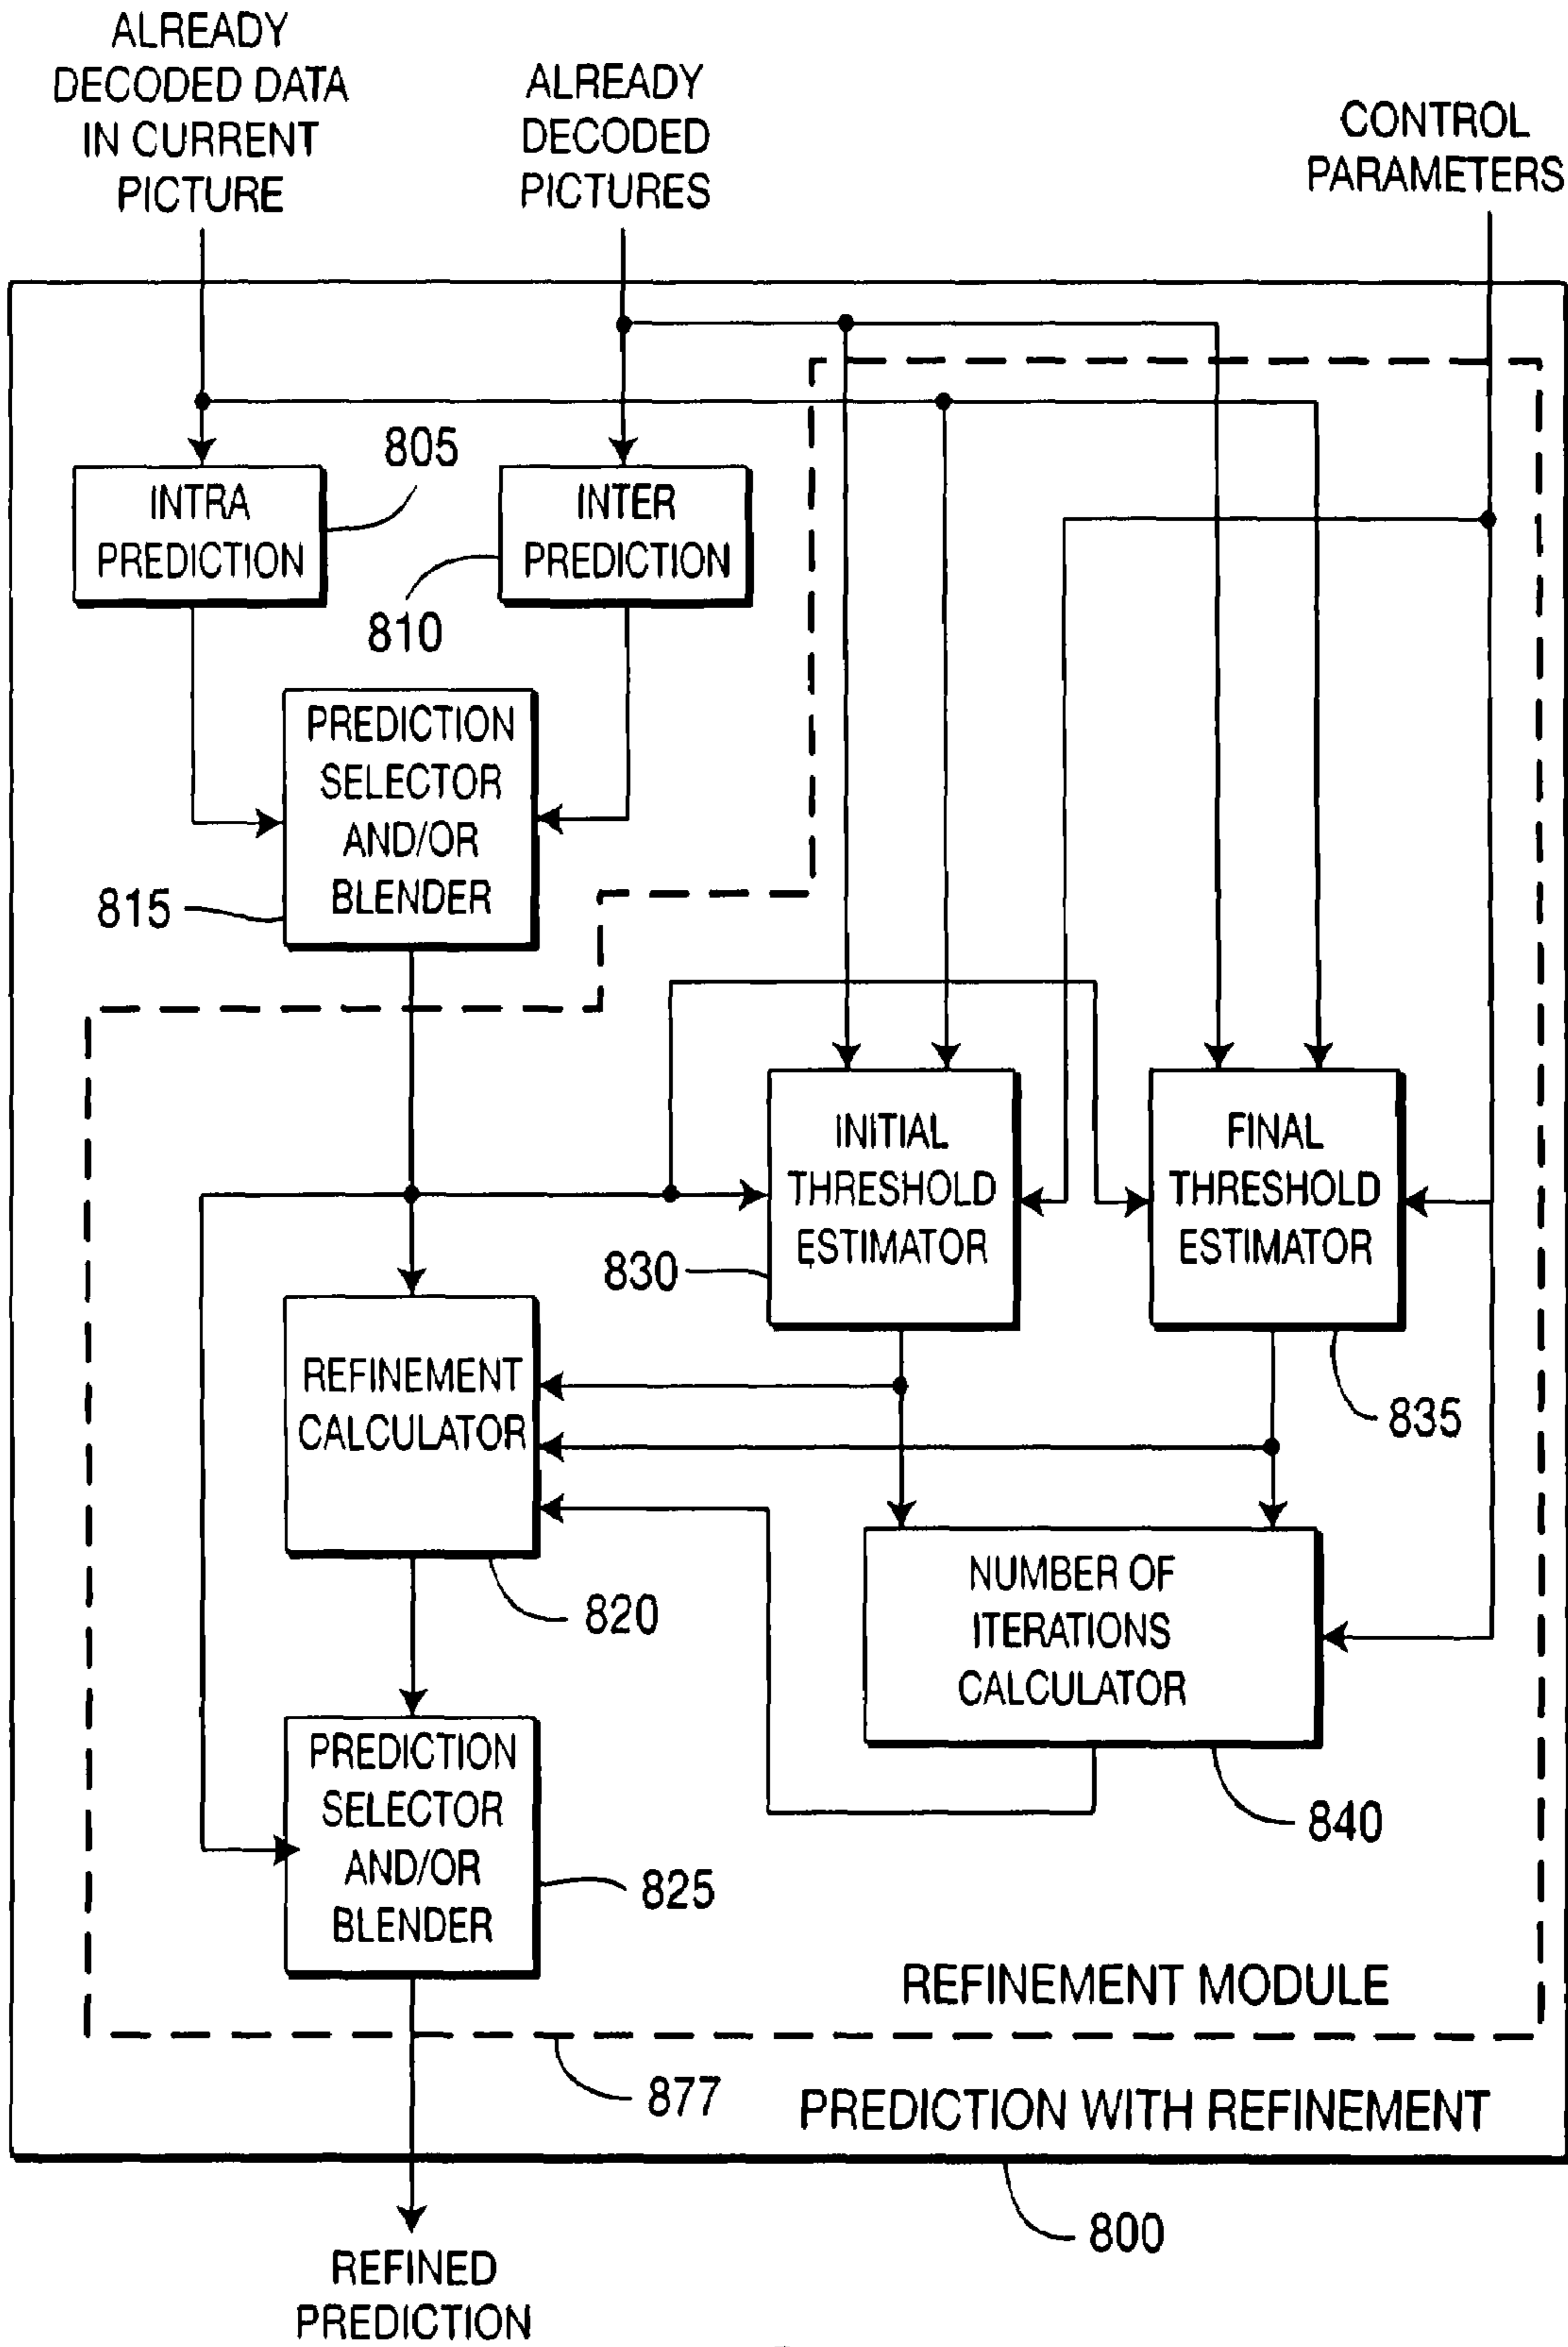 ALREADY
DECODED DATA
IN CURRENT
PICTURE
ALREADY
DECODED
PICTURES
CONTROL
PARAMETERS
805
INTRA
PREDICTION
INTER
PREDICTION
810
PREDICTION
SELECTOR
AND/OR
BLENDER
815
INITIAL
THRESHOLD
ESTIMATOR
830
FINAL
THRESHOLD
ESTIMATOR
835
REFINEMENT
CALCULATOR
820
NUMBER OF
ITERATIONS
CALCULATOR
840
PREDICTION
SELECTOR
AND/OR
BLENDER
825
REFINEMENT MODULE
877
PREDICTION WITH REFINEMENT
800
REFINED
PREDICTION